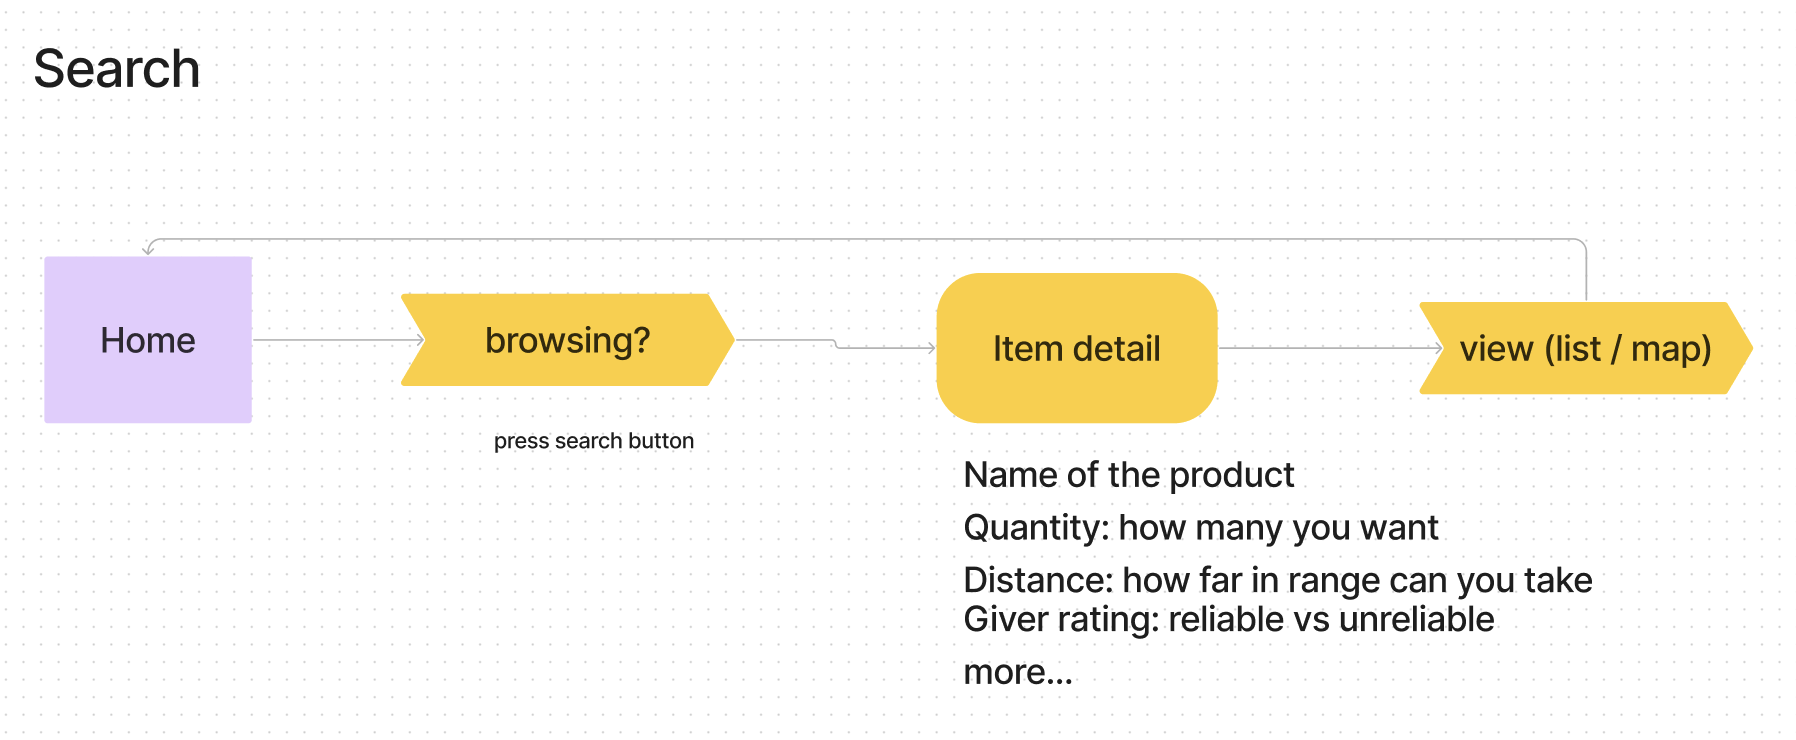 Search
Home
browsing?
press search button
Item detail
view (list / map)
Name of the product
Quantity: how many you want
Distance: how far in range can you take
Giver rating: reliable vs unreliable
more...